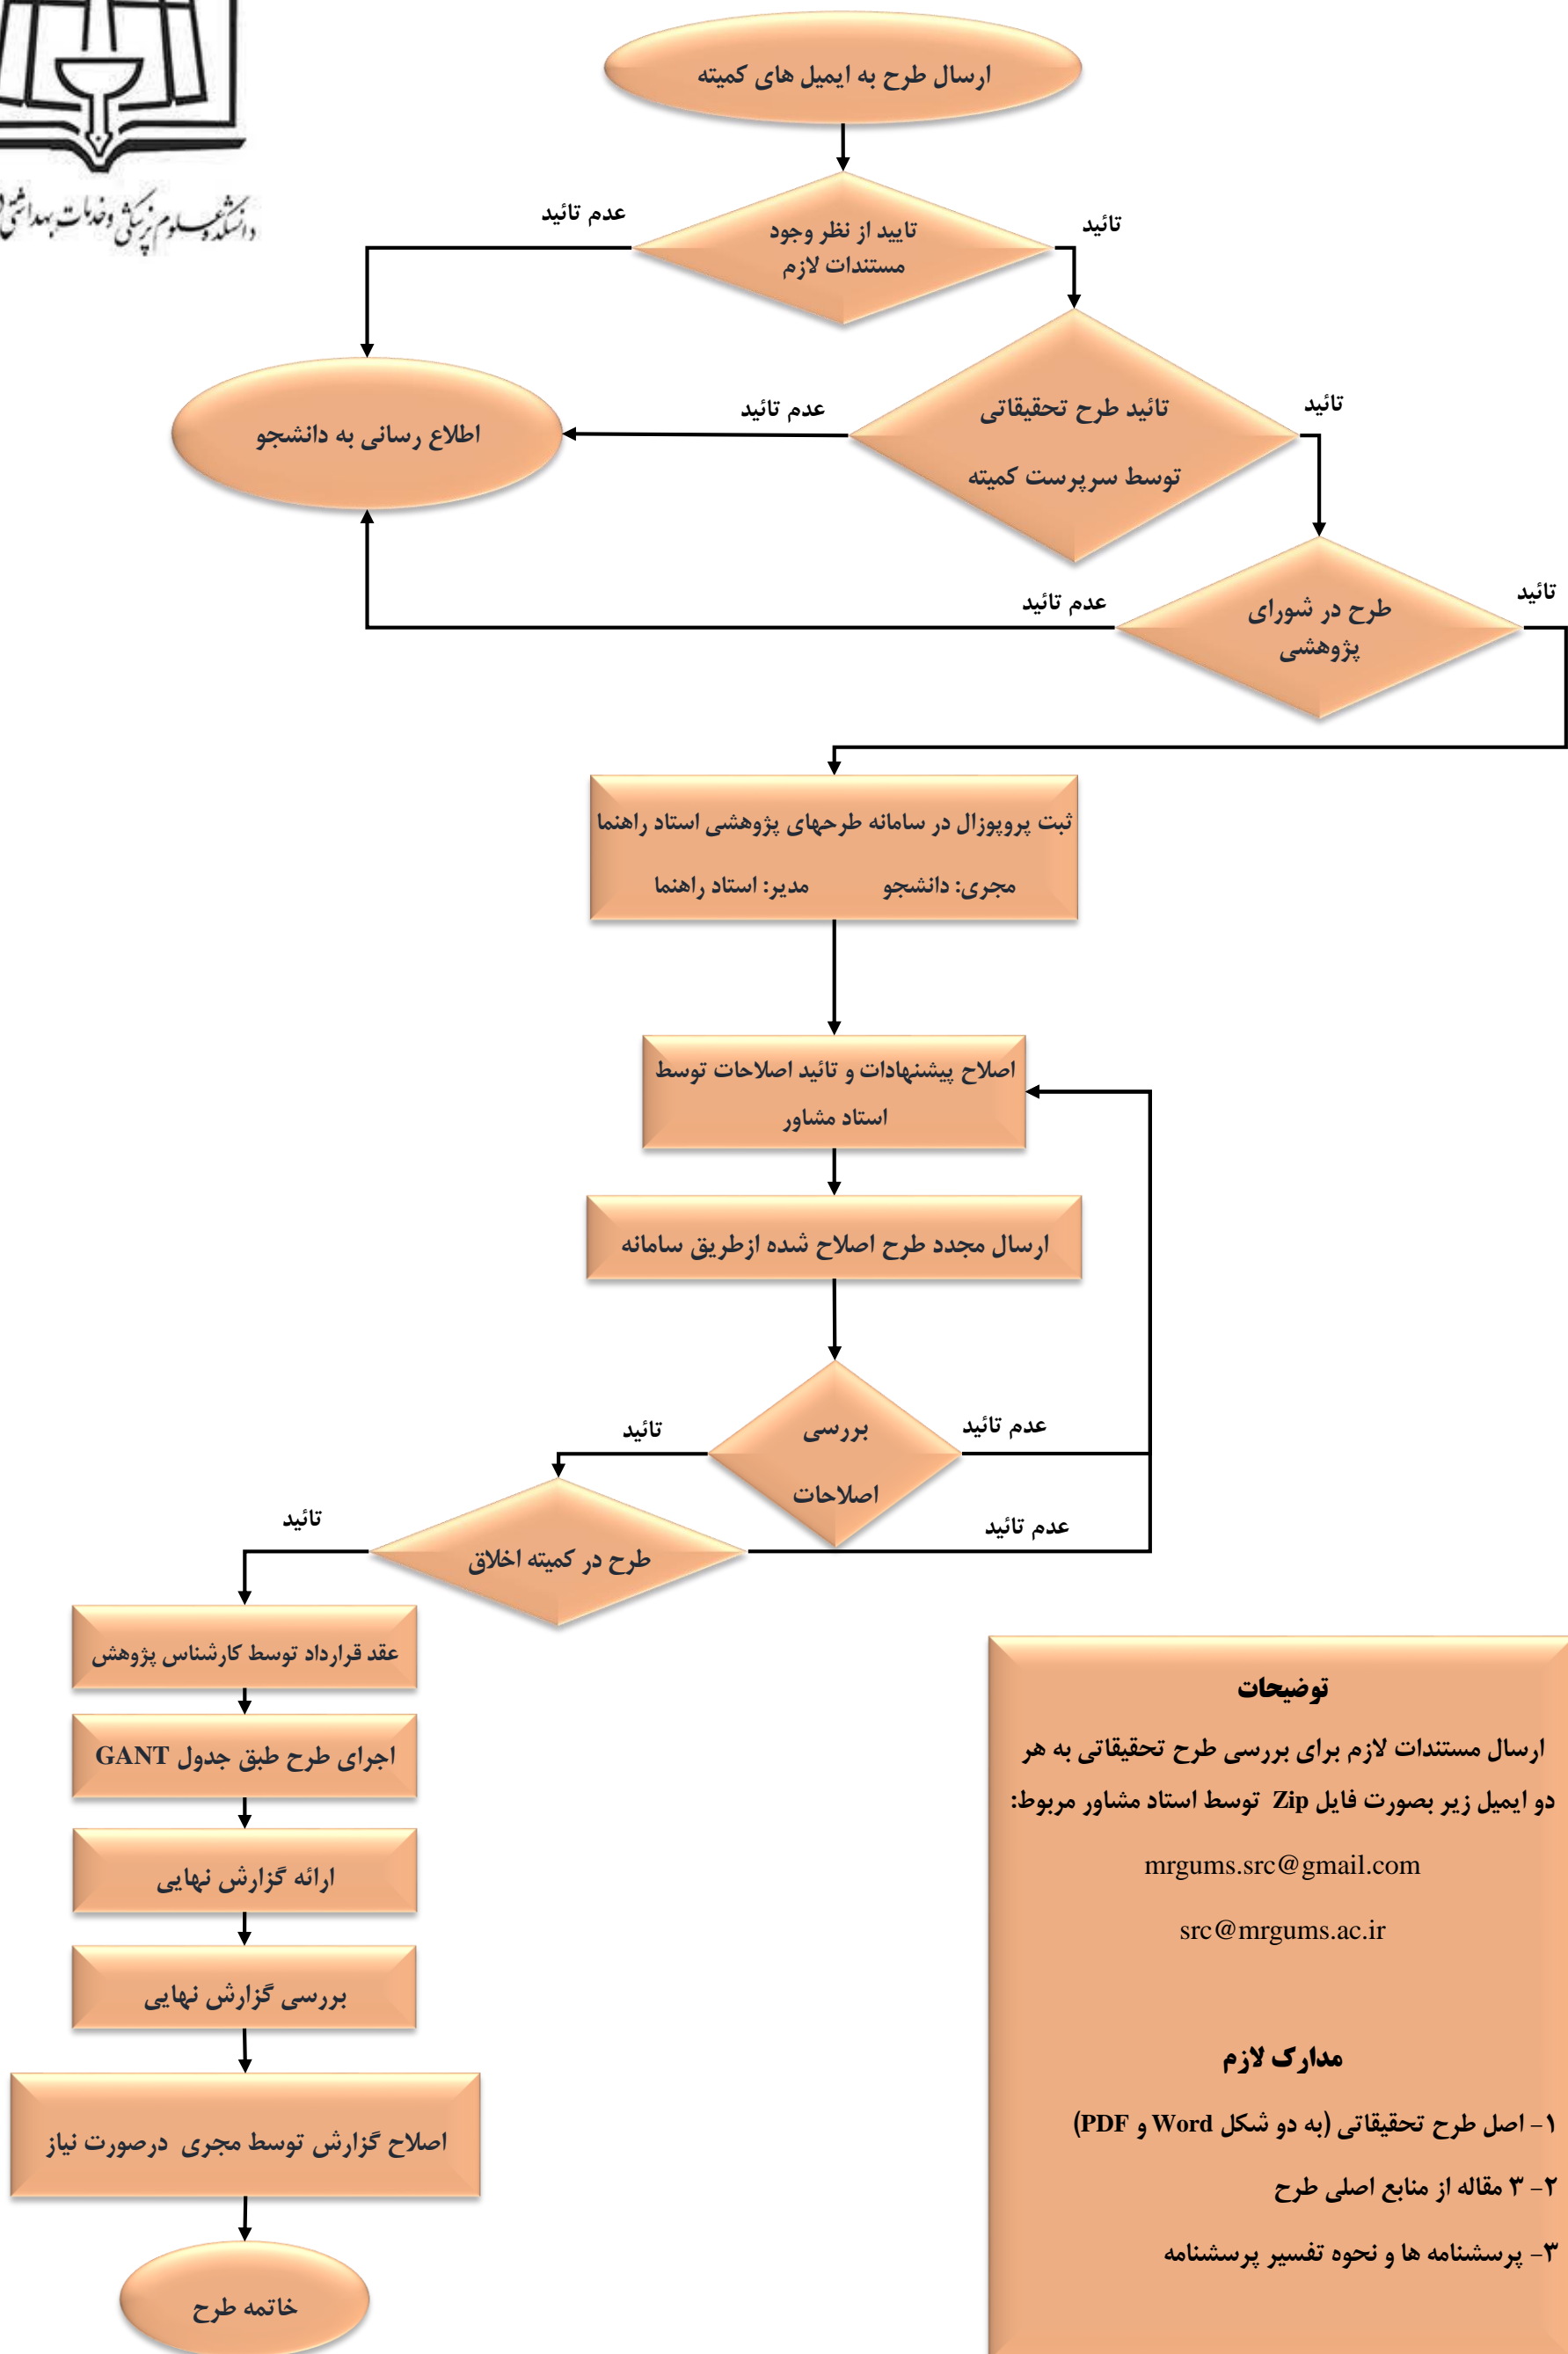 دانشکده علوم پزشکی و خدمات بهداشتی
ارسال طرح به ایمیل های کمیته
تایید از نظر وجود
مستندات لازم
عدم تائید
تائید
تائید طرح تحقیقاتی
توسط سرپرست کمیته
عدم تائید
تائید
اطلاع رسانی به دانشجو
طرح در شورای
پژوهشی
عدم تائید
تائید
ثبت پروپوزال در سامانه طرحهای پژوهشی استاد راهنما
مجری: دانشجو مدیر: استاد راهنما
اصلاح پیشنهادات و تائید اصلاحات توسط
استاد مشاور
ارسال مجدد طرح اصلاح شده ازطریق سامانه
بررسی
اصلاحات
عدم تائید
تائید
طرح در کمیته اخلاق
عدم تائید
تائید
عقد قرارداد توسط کارشناس پژوهش
اجرای طرح طبق جدول GANT
ارائه گزارش نهایی
بررسی گزارش نهایی
اصلاح گزارش توسط مجری درصورت نیاز
خاتمه طرح
توضیحات
ارسال مستندات لازم برای بررسی طرح تحقیقاتی به هر
دو ایمیل زیر بصورت فایل Zip توسط استاد مشاور مربوط:
mrgums.src@gmail.com
src@mrgums.ac.ir
مدارک لازم
۱- اصل طرح تحقیقاتی (به دو شکل Word و PDF)
۲- ۳ مقاله از منابع اصلی طرح
۳- پرسشنامه ها و نحوه تفسیر پرسشنامه